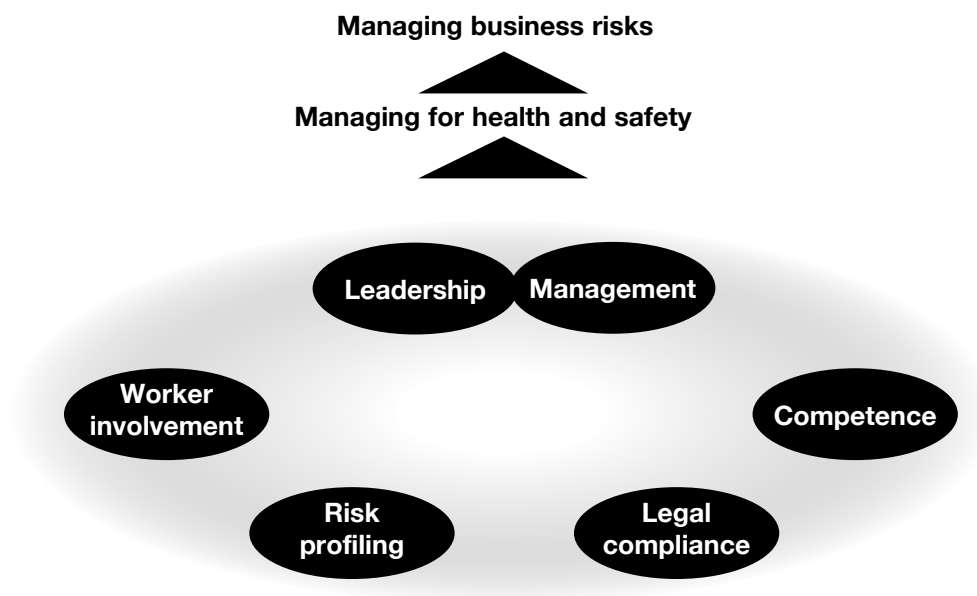 Managing business risks
Managing for health and safety
Leadership
Management
Worker
involvement
Competence
Risk
profiling
Legal
compliance